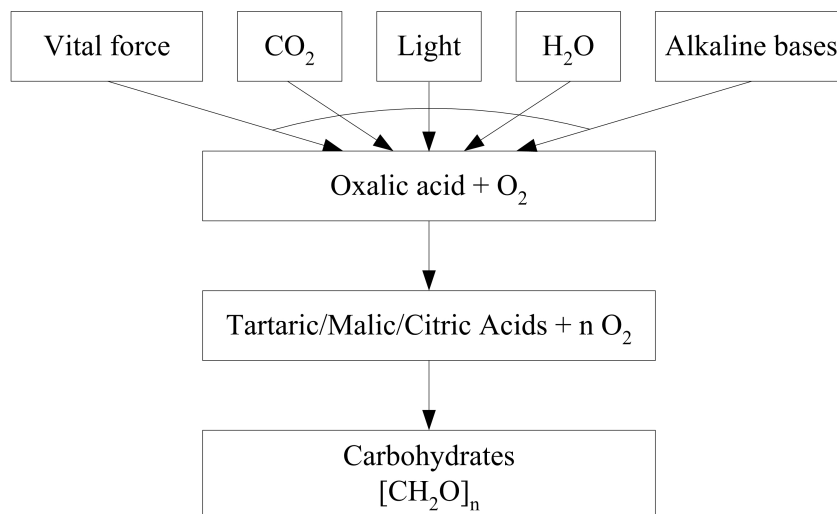 Vital force
CO₂
Light
H₂O
Alkaline bases
Oxalic acid + O₂
Tartaric/Malic/Citric Acids + n O₂
Carbohydrates
[CH₂O]ₙ